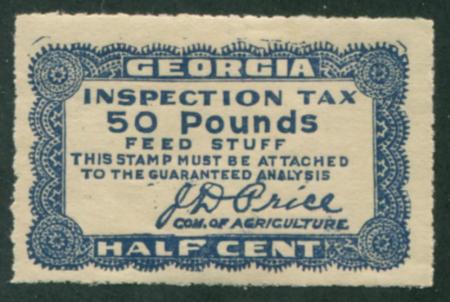 GEORGIA
INSPECTION TAX
50 Pounds
FEED STUFF
THIS STAMP MUST BE ATTACHED
TO THE GUARANTEED ANALYSIS
J. D. Price
COM. OF AGRICULTURE
HALF CENT